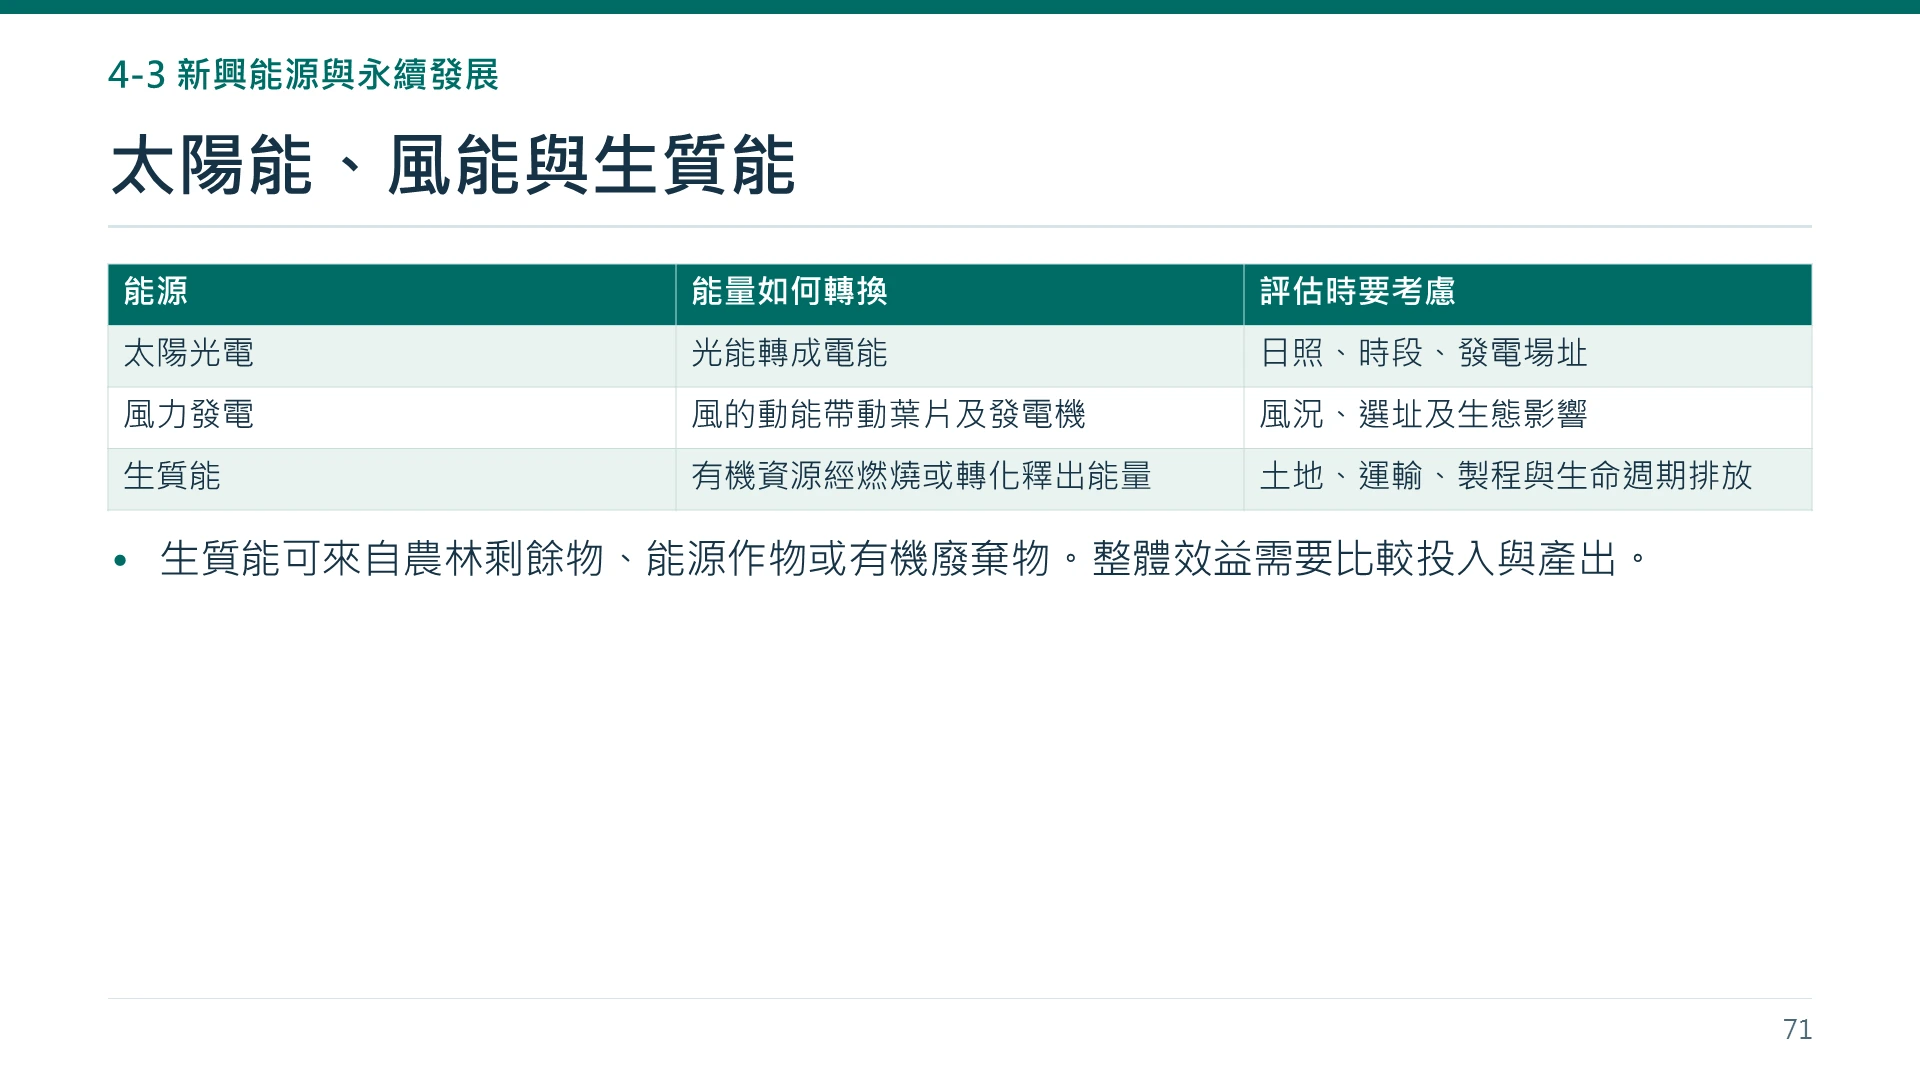 4-3 新興能源與永續發展
太陽能、風能與生質能
能源 能量如何轉換 評估時要考慮
太陽光電 光能轉成電能 日照、時段、發電場址
風力發電 風的動能帶動葉片及發電機 風況、選址及生態影響
生質能 有機資源經燃燒或轉化釋出能量 土地、運輸、製程與生命週期排放
• 生質能可來自農林剩餘物、能源作物或有機廢棄物。整體效益需要比較投入與產出。
71